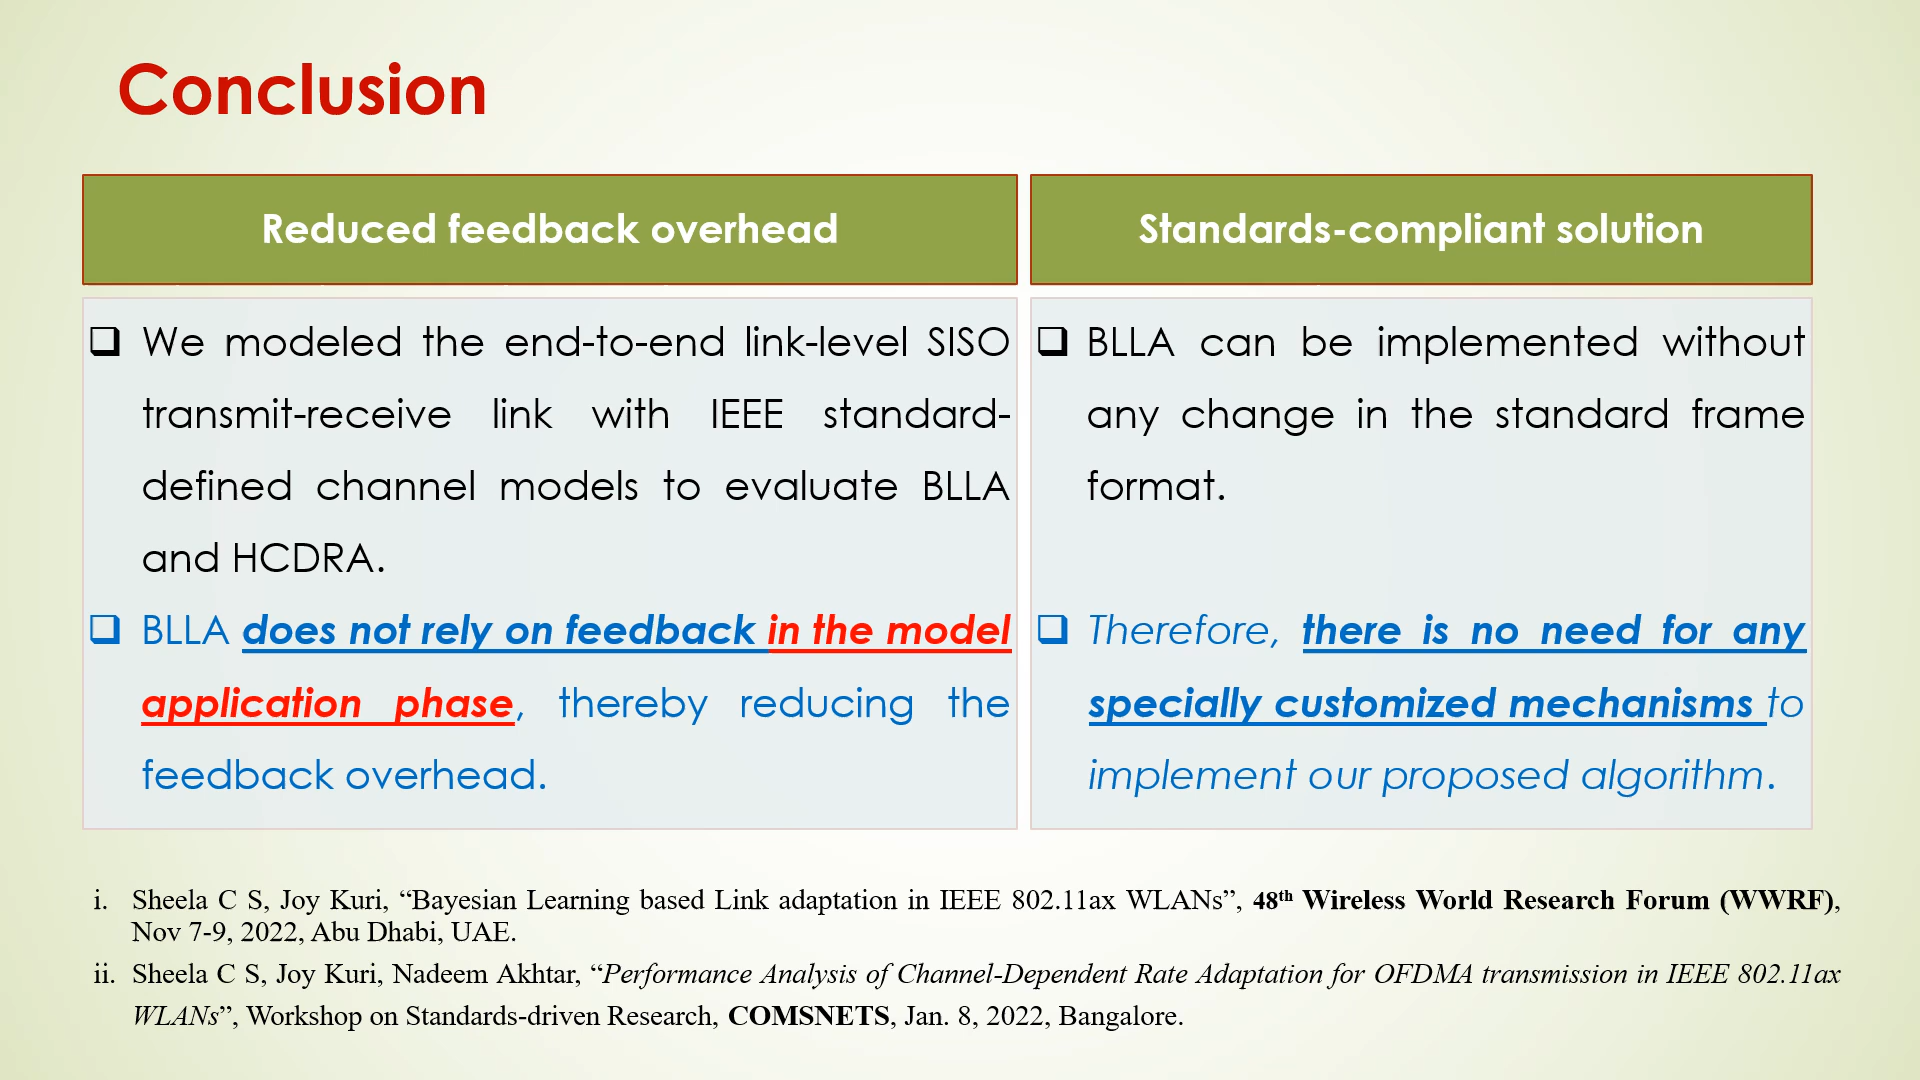 Conclusion
Reduced feedback overhead
We modeled the end-to-end link-level SISO
transmit-receive link with IEEE standard-
defined channel models to evaluate BLLA
and HCDRA.
BLLA does not rely on feedback in the model
application phase, thereby reducing the
feedback overhead.
Standards-compliant solution
BLLA can be implemented without
any change in the standard frame
format.
Therefore, there is no need for any
specially customized mechanisms to
implement our proposed algorithm.
i. Sheela C S, Joy Kuri, “Bayesian Learning based Link adaptation in IEEE 802.11ax WLANs”, 48th Wireless World Research Forum (WWRF),
Nov 7-9, 2022, Abu Dhabi, UAE.
ii. Sheela C S, Joy Kuri, Nadeem Akhtar, “Performance Analysis of Channel-Dependent Rate Adaptation for OFDMA transmission in IEEE 802.11ax
WLANs”, Workshop on Standards-driven Research, COMSNETS, Jan. 8, 2022, Bangalore.